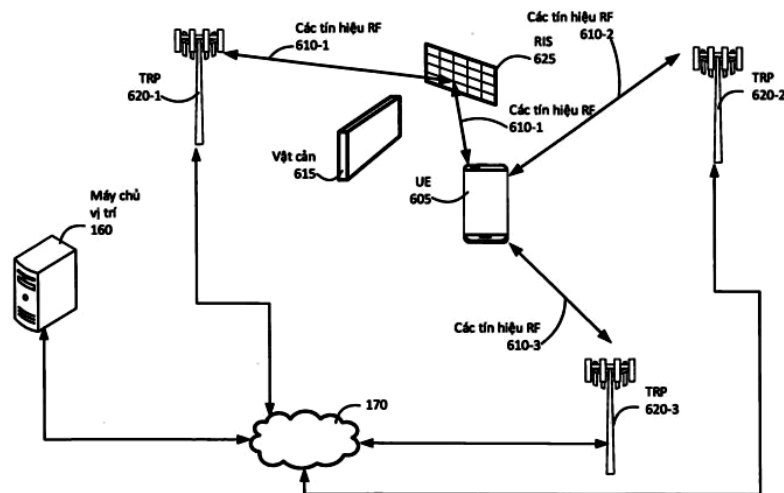 Các tín hiệu RF
610-1
TRP
620-1
RIS
625
Các tín hiệu RF
610-2
TRP
620-2
Các tín hiệu RF
610-1
Vật cản
615
UE
605
Máy chủ
vị trí
160
Các tín hiệu RF
610-3
TRP
620-3
170